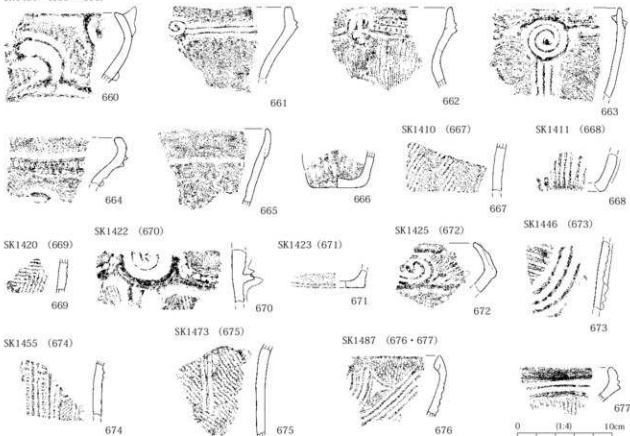 660 661 662 663
SK1410 (667) SK1411 (668)
664 665 666 667 668
SK1420 (669) SK1422 (670) SK1423 (671) SK1425 (672) SK1446 (673)
669 670 671 672 673
SK1455 (674) SK1473 (675) SK1487 (676・677)
674 675 676 677
0 (1:4) 10cm